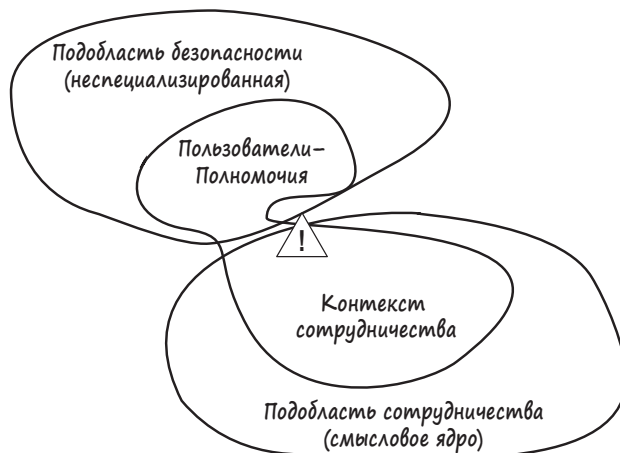 Подобласть безопасности
(неспециализированная)
Пользователи–
Полномочия
!
Контекст
сотрудничества
Подобласть сотрудничества
(смысловое ядро)